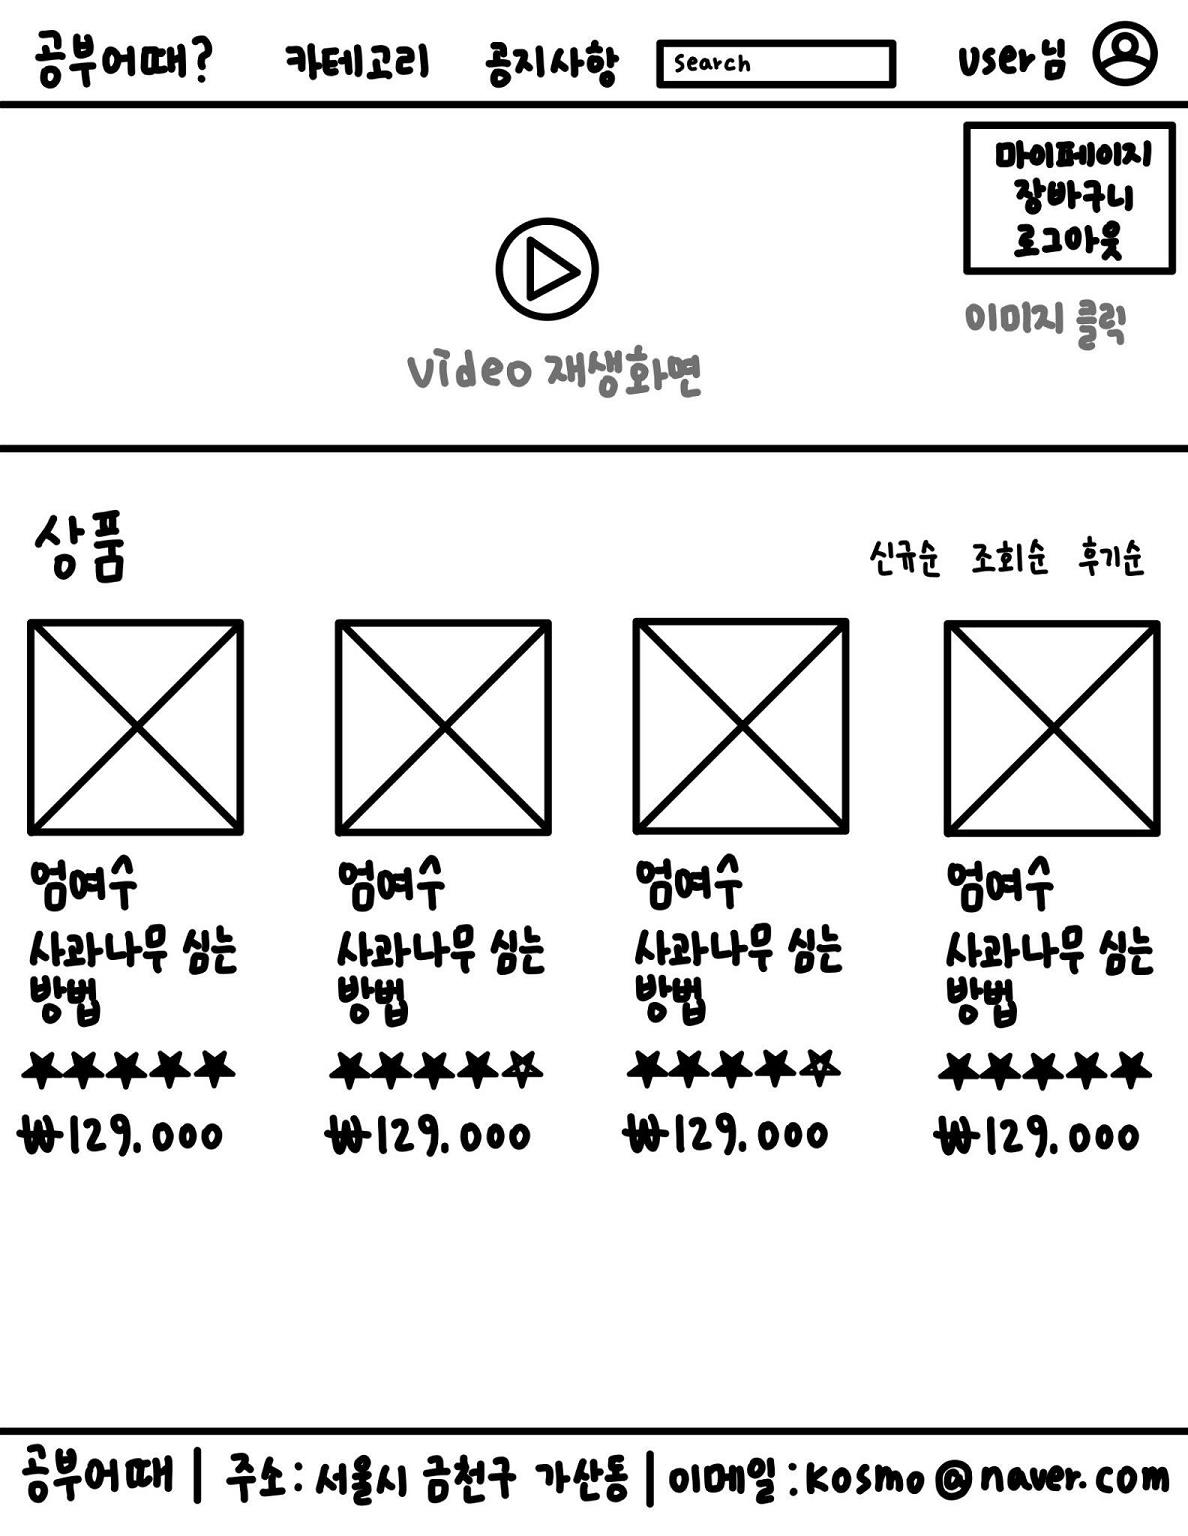 공부어때? 카테고리 공지사항 Search user님
마이페이지
장바구니
로그아웃
이미지 클릭
Video 재생화면
상품
신규순 조회순 후기순
엄여수 엄여수 엄여수 엄여수
사과나무 심는 사과나무 심는 사과나무 심는 사과나무 심는
방법 방법 방법 방법
★★★★★ ★★★★☆ ★★★★☆ ★★★★★
₩129.000 ₩129.000 ₩129.000 ₩129.000
공부어때 | 주소: 서울시 금천구 가산동 | 이메일:kosmo@naver.com